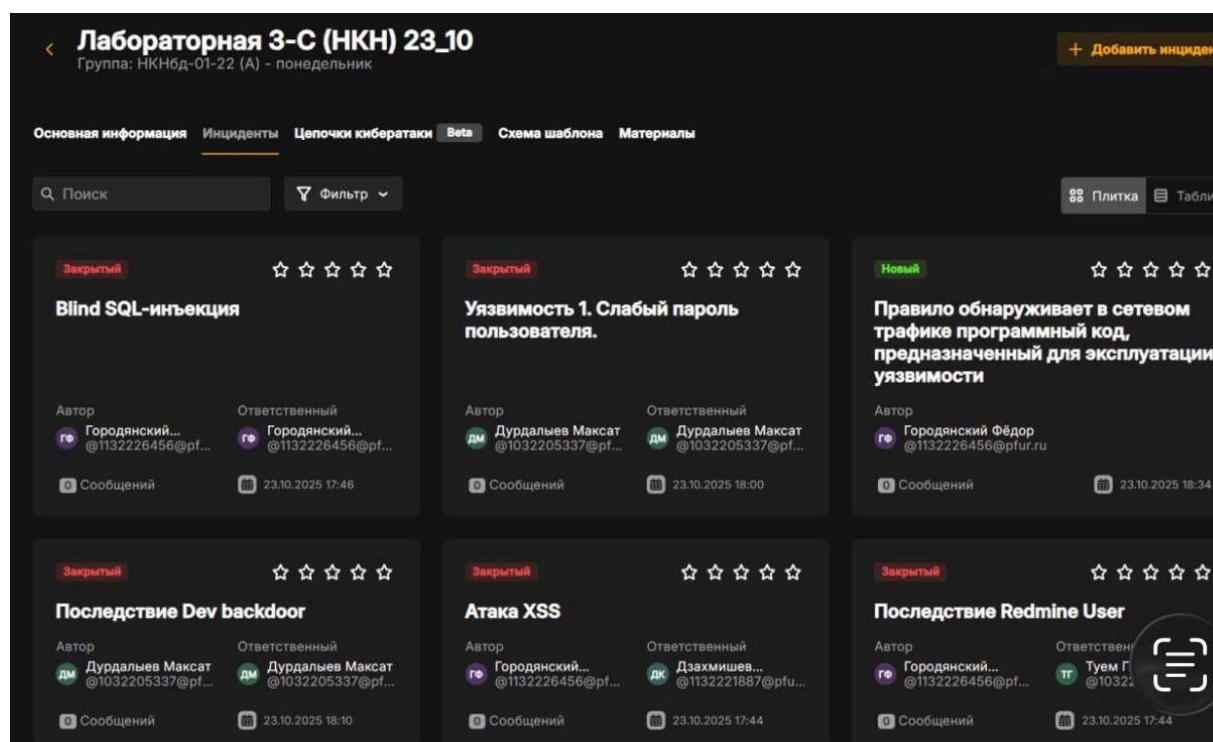 Лабораторная 3-С (НКН) 23_10
Группа: НКНбд-01-22 (А) - понедельник
+ Добавить инциден
Основная информация Инциденты Цепочки кибератаки Beta Схема шаблона Материалы
Поиск Фильтр Плитка Табли
Закрытый
Blind SQL-инъекция
Автор Ответственный
ГФ Городянский... ГФ Городянский...
@1132226456@pf... @1132226456@pf...
0 Сообщений 23.10.2025 17:46
Закрытый
Уязвимость 1. Слабый пароль
пользователя.
Автор Ответственный
ДМ Дурдалыев Максат ДМ Дурдалыев Максат
@1032205337@pf... @1032205337@pf...
0 Сообщений 23.10.2025 18:00
Новый
Правило обнаруживает в сетевом
трафике программный код,
предназначенный для эксплуатации
уязвимости
Автор
ГФ Городянский Фёдор
@1132226456@pfur.ru
0 Сообщений 23.10.2025 18:34
Закрытый
Последствие Dev backdoor
Автор Ответственный
ДМ Дурдалыев Максат ДМ Дурдалыев Максат
@1032205337@pf... @1032205337@pf...
0 Сообщений 23.10.2025 18:10
Закрытый
Атака XSS
Автор Ответственный
ГФ Городянский... ДК Дзахмишев...
@1132226456@pf... @1132221887@pfu...
0 Сообщений 23.10.2025 17:44
Закрытый
Последствие Redmine User
Автор Ответственн
ГФ Городянский... ТГ Туем Г
@1132226456@pf... @1032
0 Сообщений 23.10.2025 17:44